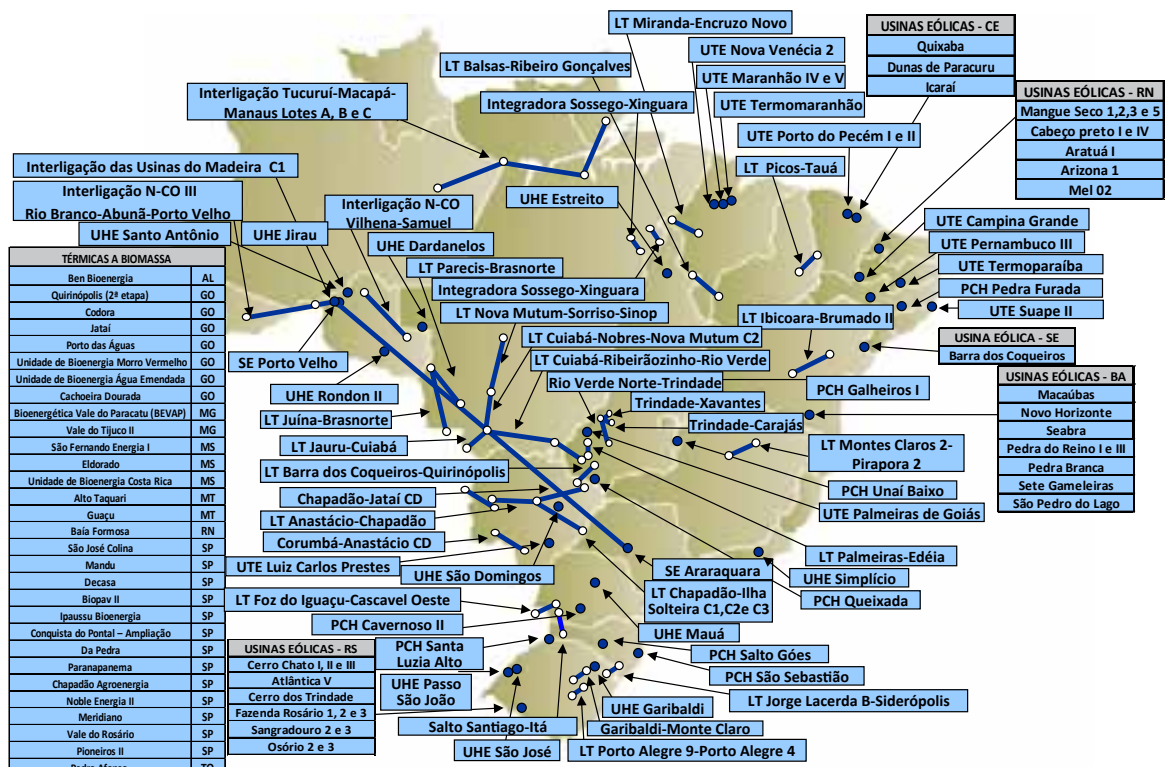 LT Miranda-Encruzo Novo
UTE Nova Venécia 2
LT Balsas-Ribeiro Gonçalves
UTE Maranhão IV e V
Interligação Tucuruí-Macapá-
Manaus Lotes A, B e C
Integradora Sossego-Xinguara
UTE Termomaranhão
UTE Porto do Pecém I e II
LT Picos-Tauá
USINAS EÓLICAS - CE
Quixaba
Dunas de Paracuru
Icaraí
USINAS EÓLICAS - RN
Mangue Seco 1,2,3 e 5
Cabeço preto I e IV
Aratuá I
Arizona 1
Mel 02
Interligação das Usinas do Madeira C1
Interligação N-CO III
Rio Branco-Abunã-Porto Velho
UHE Santo Antônio
UHE Jirau
Interligação N-CO
Vilhena-Samuel
UHE Estreito
UHE Dardanelos
LT Parecis-Brasnorte
Integradora Sossego-Xinguara
LT Nova Mutum-Sorriso-Sinop
LT Cuiabá-Nobres-Nova Mutum C2
LT Cuiabá-Ribeirãozinho-Rio Verde
Rio Verde Norte-Trindade
Trindade-Xavantes
Trindade-Carajás
UTE Campina Grande
UTE Pernambuco III
UTE Termoparaíba
PCH Pedra Furada
UTE Suape II
LT Ibicoara-Brumado II
USINA EÓLICA - SE
Barra dos Coqueiros
PCH Galheiros I
USINAS EÓLICAS - BA
Macaúbas
Novo Horizonte
Seabra
Pedra do Reino I e III
Pedra Branca
Sete Gameleiras
São Pedro do Lago
TÉRMICAS A BIOMASSA
Ben Bioenergia AL
Quirinópolis (2ª etapa) GO
Codora GO
Jataí GO
Porto das Águas GO
Unidade de Bioenergia Morro Vermelho GO
Unidade de Bioenergia Água Emendada GO
Cachoeira Dourada GO
Bioenergética Vale do Paracatu (BEVAP) MG
Vale do Tijuco II MG
São Fernando Energia I MS
Eldorado MS
Unidade de Bioenergia Costa Rica MS
Alto Taquari MT
Guaçu MT
Baía Formosa RN
São José Colina SP
Mandu SP
Decasa SP
Biopav II SP
Ipaussu Bioenergia SP
Conquista do Pontal – Ampliação SP
Da Pedra SP
Paranapanema SP
Chapadão Agroenergia SP
Noble Energia II SP
Meridiano SP
Vale do Rosário SP
Pioneiros II SP
Pedro Afonso TO
SE Porto Velho
UHE Rondon II
LT Juína-Brasnorte
LT Jauru-Cuiabá
LT Barra dos Coqueiros-Quirinópolis
Chapadão-Jataí CD
LT Anastácio-Chapadão
Corumbá-Anastácio CD
UTE Luiz Carlos Prestes
UHE São Domingos
LT Montes Claros 2-
Pirapora 2
PCH Unaí Baixo
UTE Palmeiras de Goiás
LT Palmeiras-Edéia
UHE Simplício
PCH Queixada
SE Araraquara
LT Chapadão-Ilha
Solteira C1,C2e C3
UHE Mauá
LT Foz do Iguaçu-Cascavel Oeste
PCH Cavernoso II
PCH Santa
Luzia Alto
UHE Passo
São João
Salto Santiago-Itá
UHE São José
PCH Salto Góes
PCH São Sebastião
LT Jorge Lacerda B-Siderópolis
UHE Garibaldi
Garibaldi-Monte Claro
LT Porto Alegre 9-Porto Alegre 4
USINAS EÓLICAS - RS
Cerro Chato I, II e III
Atlântica V
Cerro dos Trindade
Fazenda Rosário 1, 2 e 3
Sangradouro 2 e 3
Osório 2 e 3